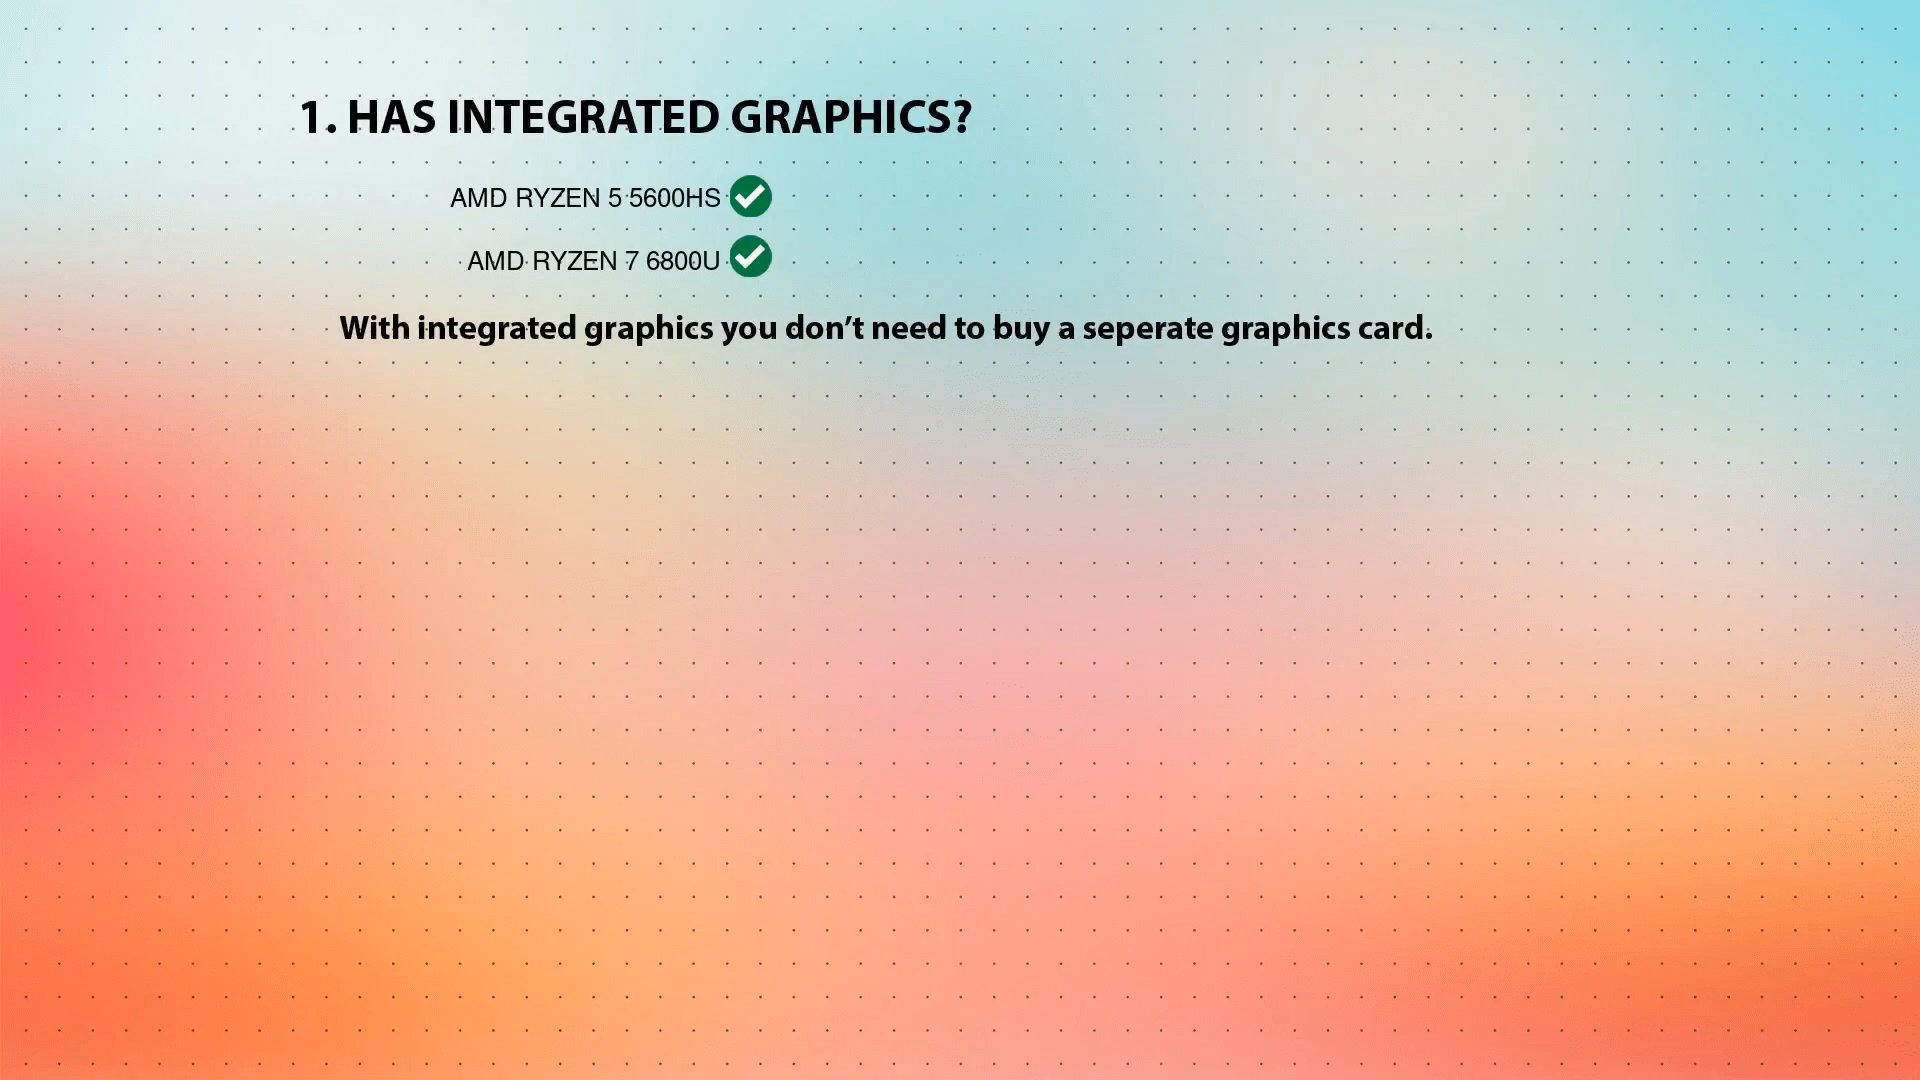 1. HAS INTEGRATED GRAPHICS?
AMD RYZEN 5 5600HS
AMD RYZEN 7 6800U
With integrated graphics you don’t need to buy a seperate graphics card.